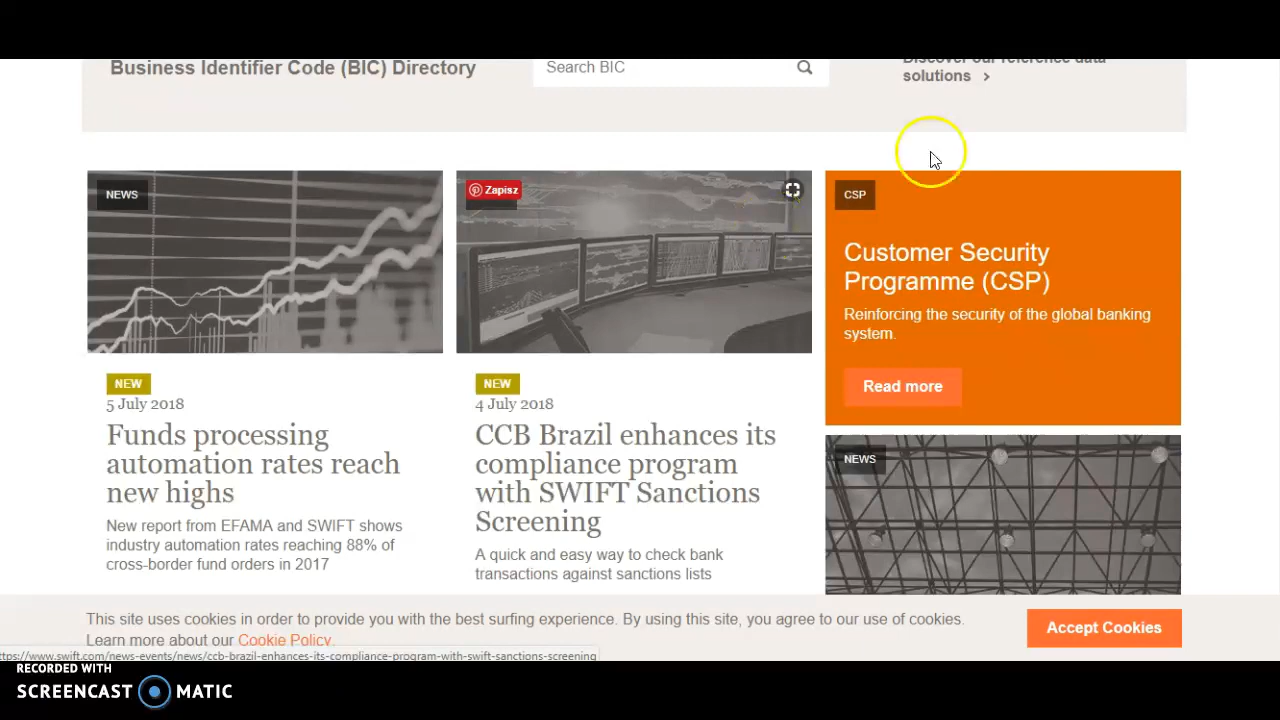 Business Identifier Code (BIC) Directory
Search BIC
Discover our reference data
solutions
NEWS
Zapisz
CSP
Customer Security
Programme (CSP)
Reinforcing the security of the global banking
system.
Read more
NEW
5 July 2018
Funds processing
automation rates reach
new highs
New report from EFAMA and SWIFT shows
industry automation rates reaching 88% of
cross-border fund orders in 2017
NEW
4 July 2018
CCB Brazil enhances its
compliance program
with SWIFT Sanctions
Screening
A quick and easy way to check bank
transactions against sanctions lists
NEWS
This site uses cookies in order to provide you with the best surfing experience. By using this site, you agree to our use of cookies.
Learn more about our Cookie Policy.
Accept Cookies
ttps://www.swift.com/news-events/news/ccb-brazil-enhances-its-compliance-program-with-swift-sanctions-screening
RECORDED WITH
SCREENCAST MATIC